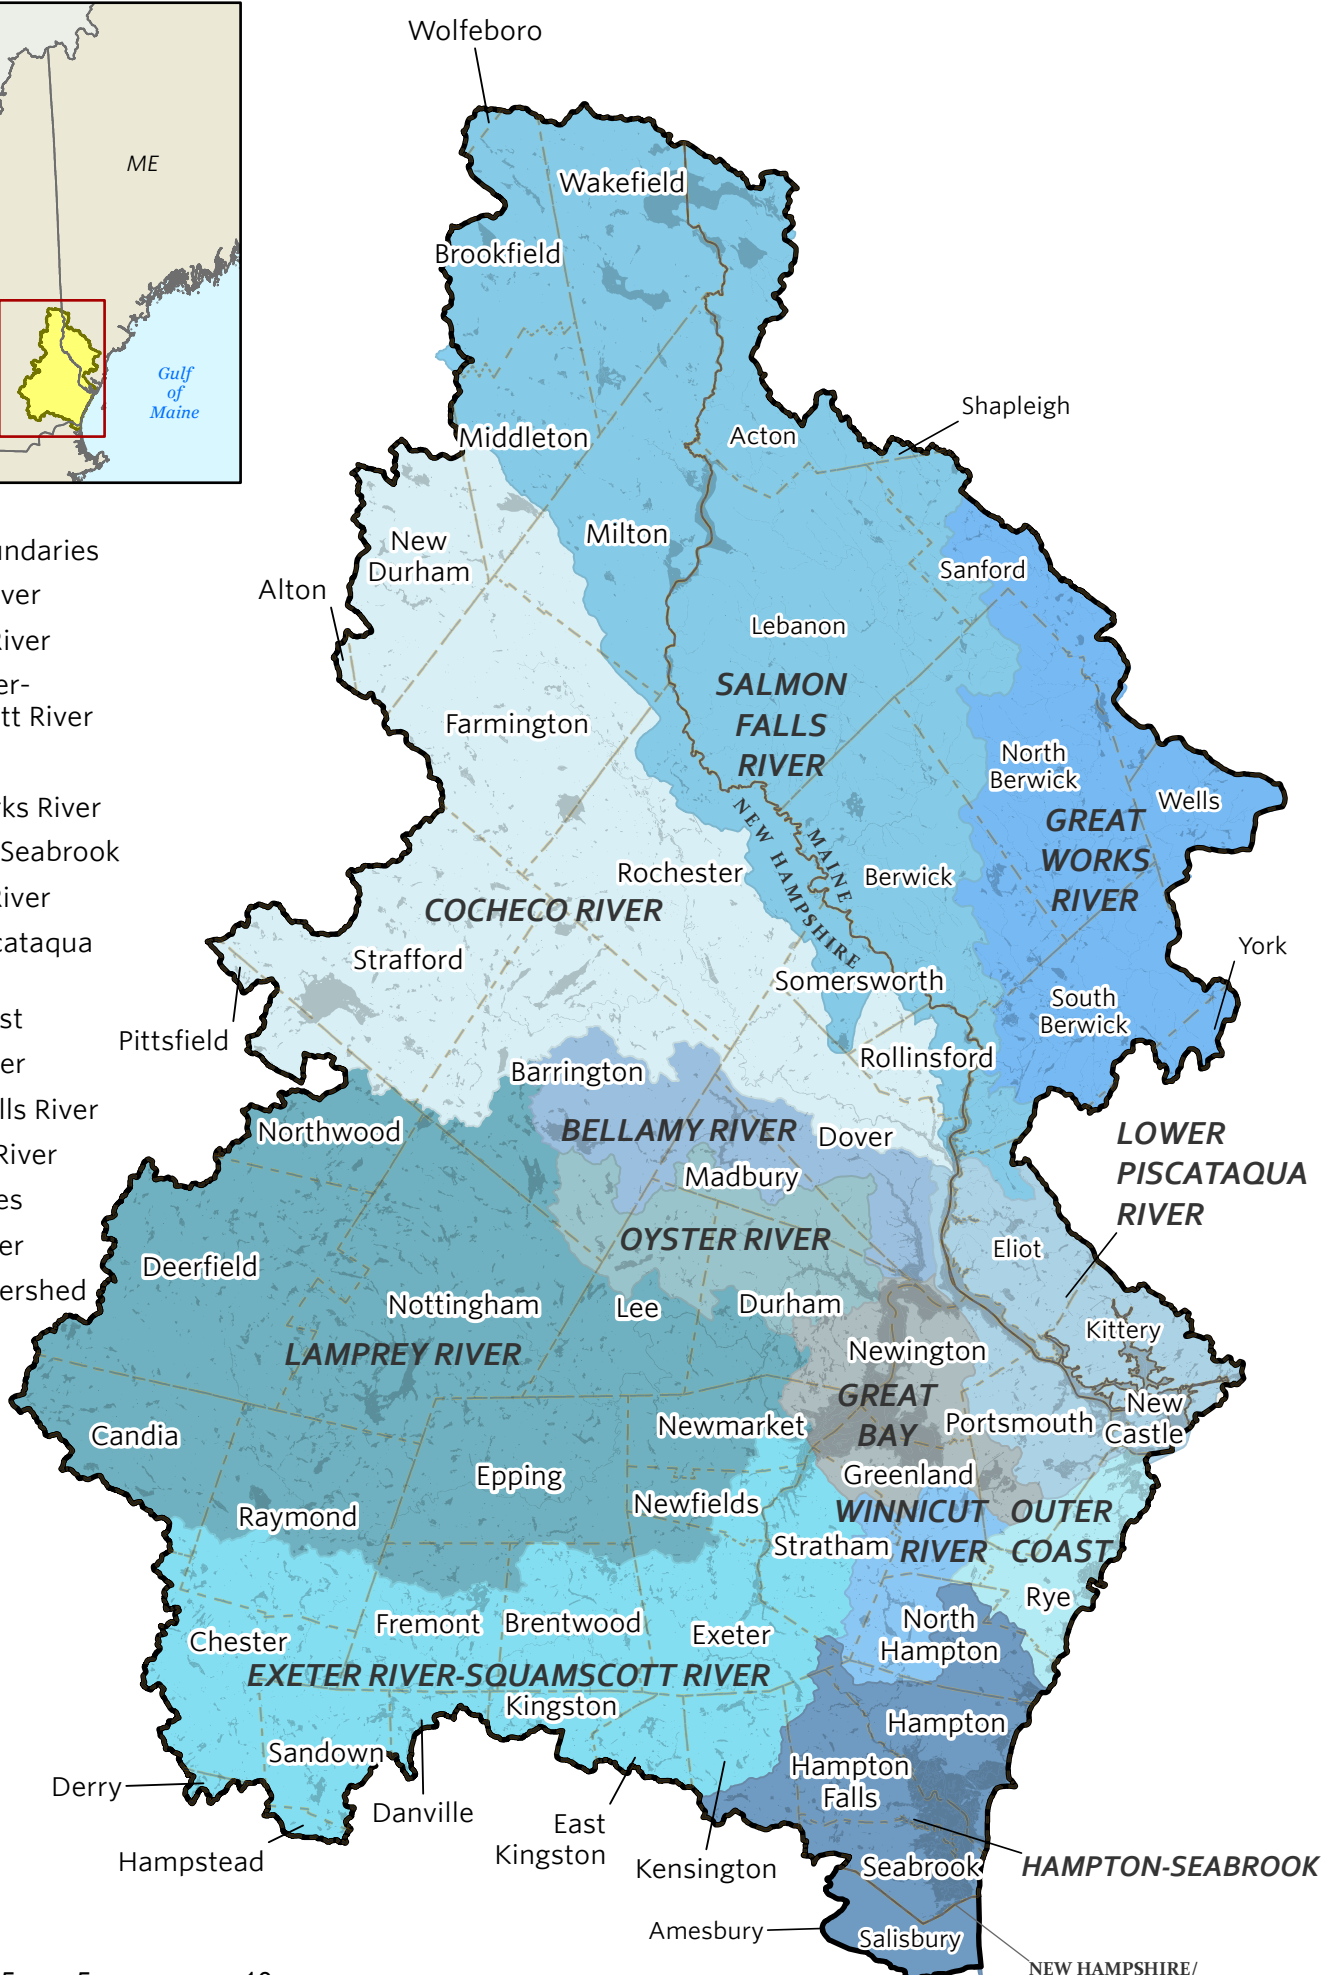 Wolfeboro
ME
Wakefield
Brookfield
Gulf
of
Maine
Shapleigh
Middleton
Acton
Milton
New
Durham
undaries
Sanford
Alton
ver
River
Lebanon
er-
tt River
SALMON
FALLS
RIVER
Farmington
North
Berwick
rks River
Wells
Seabrook
GREAT
WORKS
RIVER
NEW HAMPSHIRE
MAINE
Rochester
Berwick
River
COCHECO RIVER
cataqua
Strafford
York
Somersworth
South
Berwick
st
Pittsfield
Rollinsford
er
Barrington
lls River
Northwood
BELLAMY RIVER
Dover
LOWER
PISCATAQUA
RIVER
River
Madbury
es
OYSTER RIVER
Eliot
er
Deerfield
ershed
Nottingham
Lee
Durham
Kittery
LAMPREY RIVER
Newington
GREAT
BAY
New
Castle
Candia
Newmarket
Portsmouth
Epping
Greenland
Raymond
Newfields
WINNICUT
RIVER
OUTER
COAST
Stratham
Rye
Chester
Fremont
Brentwood
Exeter
North
Hampton
EXETER RIVER-SQUAMSCOTT RIVER
Kingston
Hampton
Sandown
Hampton
Falls
Derry
Danville
East
Kingston
Hampstead
Kensington
Seabrook
HAMPTON-SEABROOK
Amesbury
Salisbury
NEW HAMPSHIRE/